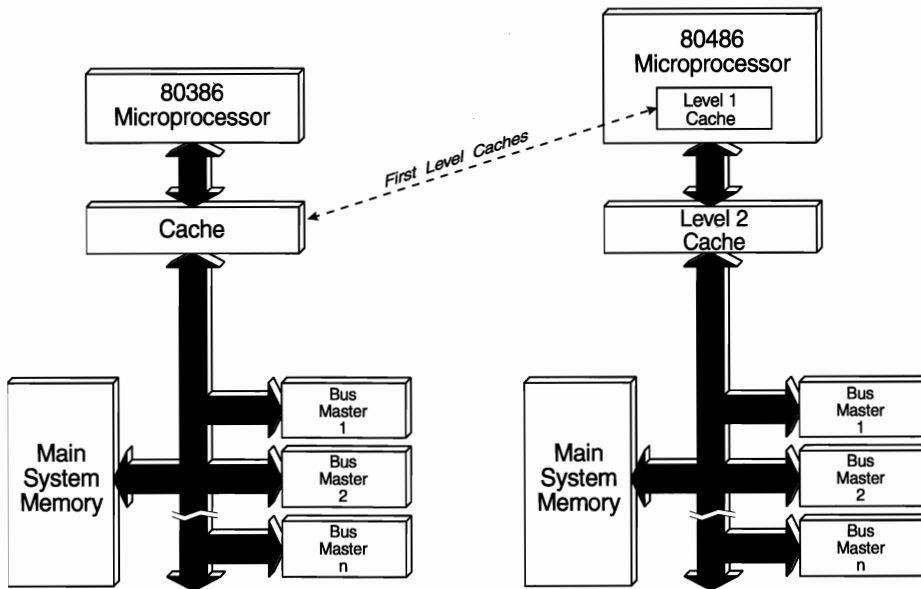 80386
Microprocessor
Cache
First Level Caches
80486
Microprocessor
Level 1
Cache
Level 2
Cache
Main
System
Memory
Bus
Master
1
Bus
Master
2
Bus
Master
n
Main
System
Memory
Bus
Master
1
Bus
Master
2
Bus
Master
n